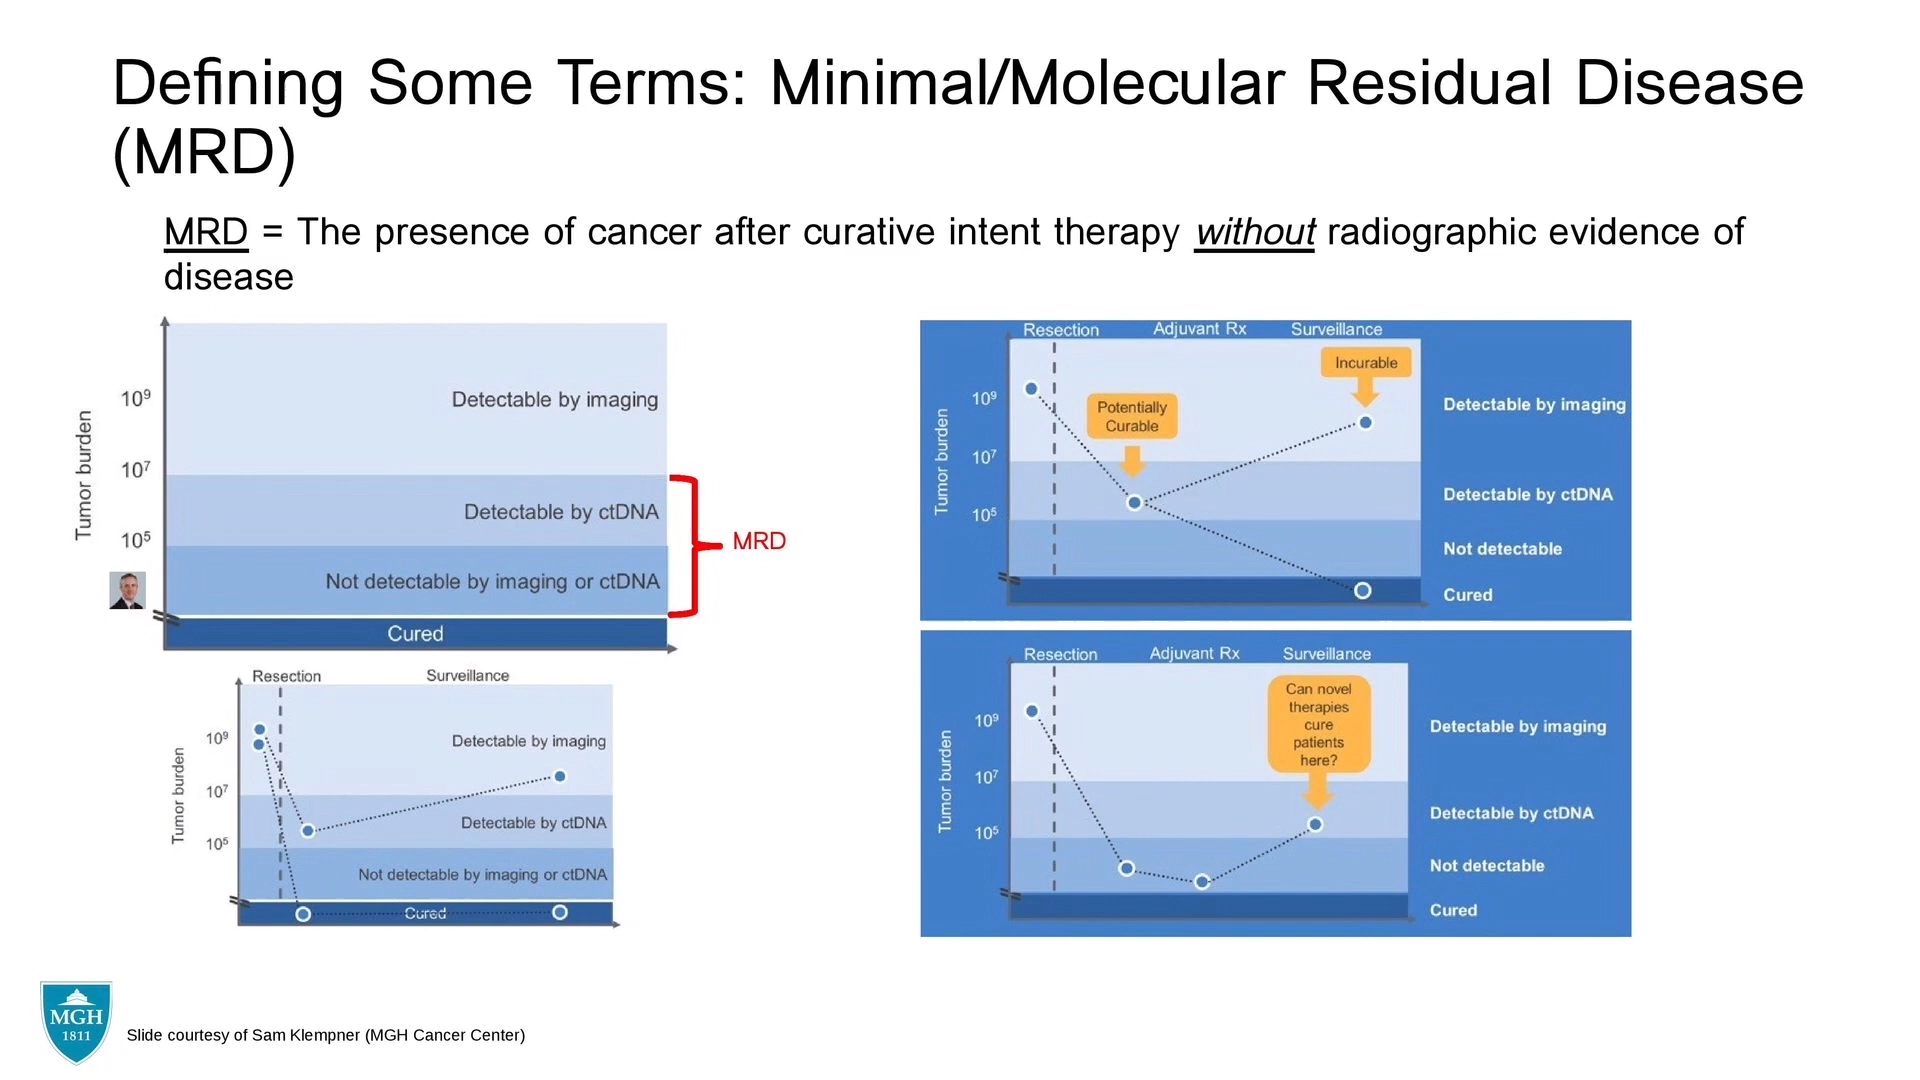 Defining Some Terms: Minimal/Molecular Residual Disease
(MRD)
MRD = The presence of cancer after curative intent therapy without radiographic evidence of
disease
Tumor burden
10⁹
10⁷
10⁵
Detectable by imaging
Detectable by ctDNA
Not detectable by imaging or ctDNA
Cured
MRD
Resection
Surveillance
Tumor burden
10⁹
10⁷
10⁵
Detectable by imaging
Detectable by ctDNA
Not detectable by imaging or ctDNA
Cured
Resection
Adjuvant Rx
Surveillance
Tumor burden
10⁹
10⁷
10⁵
Potentially
Curable
Incurable
Detectable by imaging
Detectable by ctDNA
Not detectable
Cured
Resection
Adjuvant Rx
Surveillance
Tumor burden
10⁹
10⁷
10⁵
Can novel
therapies
cure
patients
here?
Detectable by imaging
Detectable by ctDNA
Not detectable
Cured
MGH
1811
Slide courtesy of Sam Klempner (MGH Cancer Center)